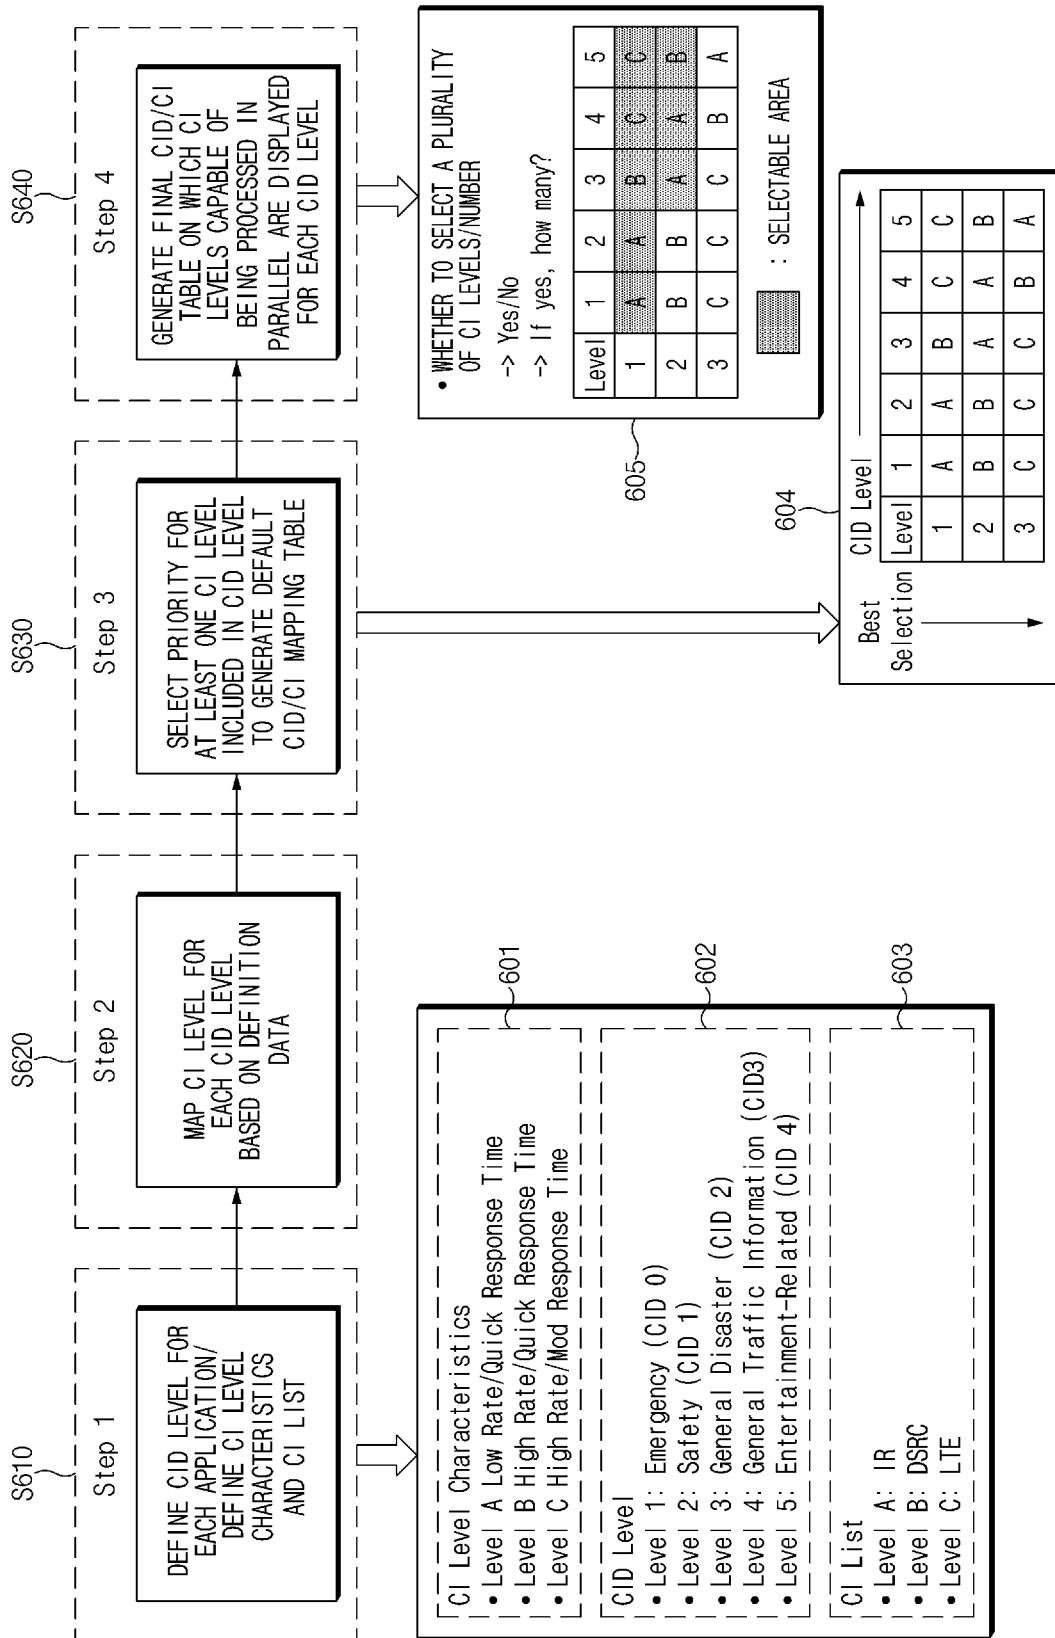 S610
Step 1
DEFINE CID LEVEL FOR
EACH APPLICATION/
DEFINE CI LEVEL
CHARACTERISTICS
AND CI LIST
S620
Step 2
MAP CI LEVEL FOR
EACH CID LEVEL
BASED ON DEFINITION
DATA
S630
Step 3
SELECT PRIORITY FOR
AT LEAST ONE CI LEVEL
INCLUDED IN CID LEVEL
TO GENERATE DEFAULT
CID/CI MAPPING TABLE
S640
Step 4
GENERATE FINAL CID/CI
TABLE ON WHICH CI
LEVELS CAPABLE OF
BEING PROCESSED IN
PARALLEL ARE DISPLAYED
FOR EACH CID LEVEL
CI Level Characteristics
• Level A Low Rate/Quick Response Time
• Level B High Rate/Quick Response Time
• Level C High Rate/Mod Response Time
601
CID Level
• Level 1: Emergency (CID 0)
• Level 2: Safety (CID 1)
• Level 3: General Disaster (CID 2)
• Level 4: General Traffic Information (CID3)
• Level 5: Entertainment-Related (CID 4)
602
CI List
• Level A: IR
• Level B: DSRC
• Level C: LTE
603
604
CID Level
Best
Selection
Level 1 2 3 4 5
1 A A B C C
2 B B A A B
3 C C C B A
605
• WHETHER TO SELECT A PLURALITY
OF CI LEVELS/NUMBER
-> Yes/No
-> If yes, how many?
Level 1 2 3 4 5
1 A A B C C
2 B B A A B
3 C C C B A
: SELECTABLE AREA